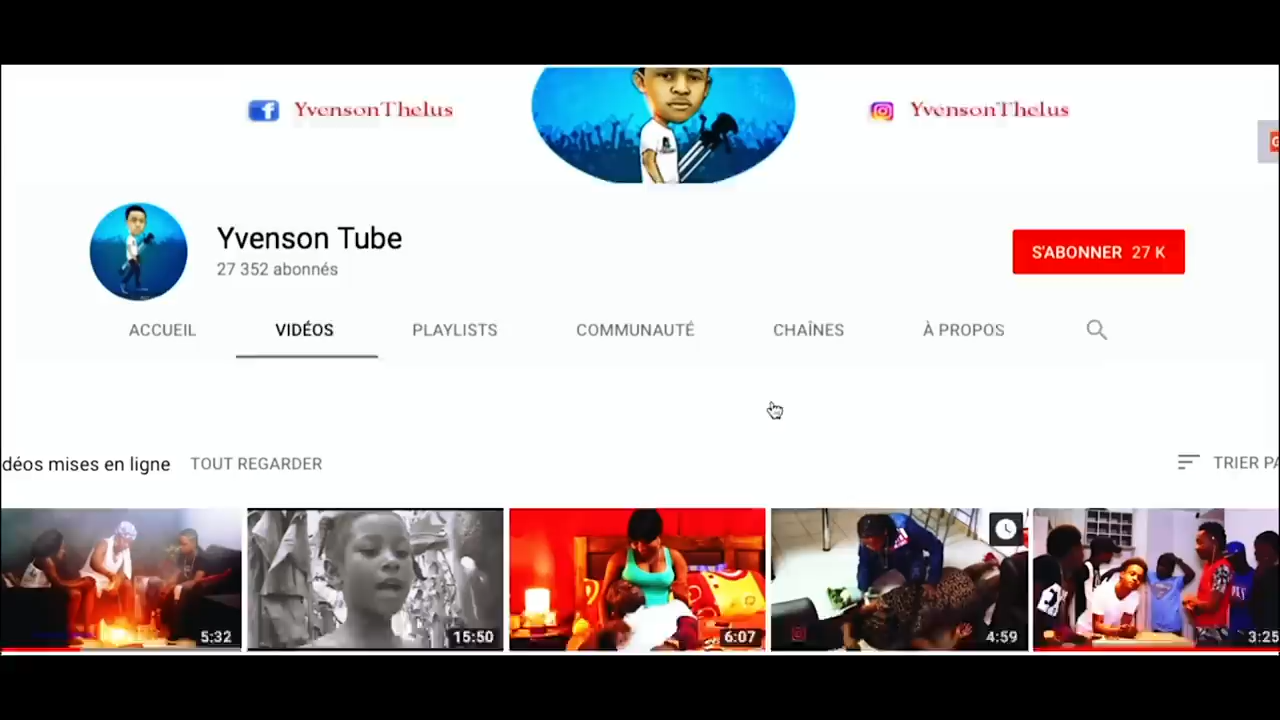 YvensonThelus
YvensonThelus
Yvenson Tube
27 352 abonnés
S'ABONNER 27 K
ACCUEIL VIDÉOS PLAYLISTS COMMUNAUTÉ CHAÎNES À PROPOS
déos mises en ligne TOUT REGARDER TRIER PA
5:32 15:50 6:07 4:59 3:25